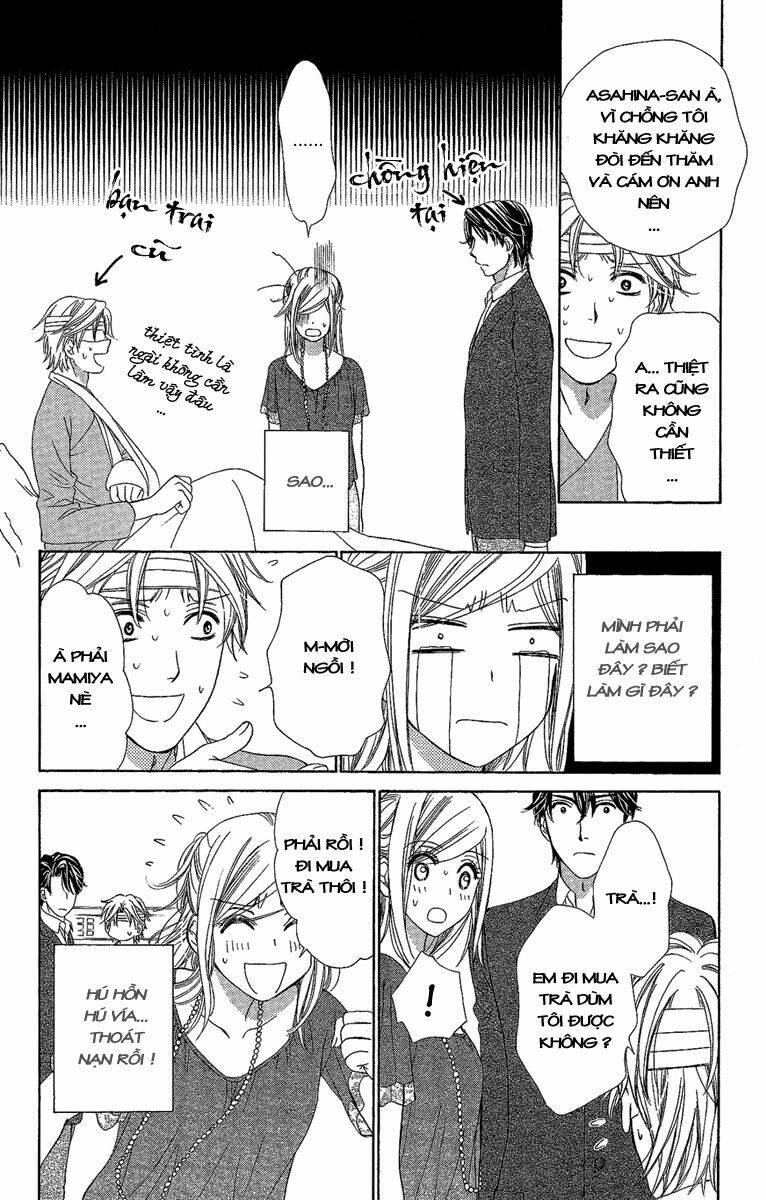 ASAHINA-SAN À,
VÌ CHỒNG TÔI
KHĂNG KHĂNG
ĐÒI ĐẾN THĂM
VÀ CÁM ƠN ANH
NÊN
...
A... THIỆT
RA CŨNG
KHÔNG
CẦN
THIẾT
...
......
chồng hiện
tại
bạn trai
cũ
thiệt tình là
ngài không cần
làm vậy đâu
...
SAO...
MÌNH PHẢI
LÀM SAO
ĐÂY ? BIẾT
LÀM GÌ ĐÂY ?
M-MỜI
NGỒI !
À PHẢI
MAMIYA
NÈ
...
TRÀ...!
EM ĐI MUA
TRÀ DÙM
TÔI ĐƯỢC
KHÔNG ?
!
PHẢI RỒI !
ĐI MUA
TRÀ THÔI !
HÚ HỒN
HÚ VÍA...
THOÁT
NẠN RỒI !